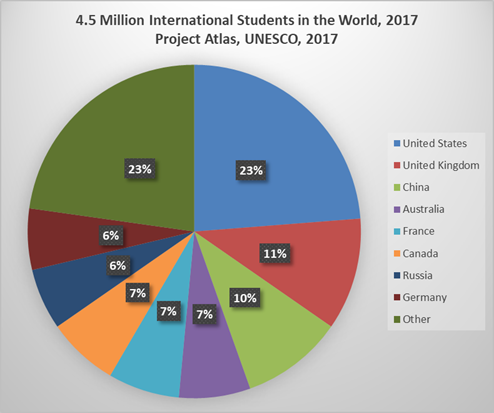 4.5 Million International Students in the World, 2017
Project Atlas, UNESCO, 2017
23%
23%
11%
10%
7%
7%
7%
6%
6%
United States
United Kingdom
China
Australia
France
Canada
Russia
Germany
Other